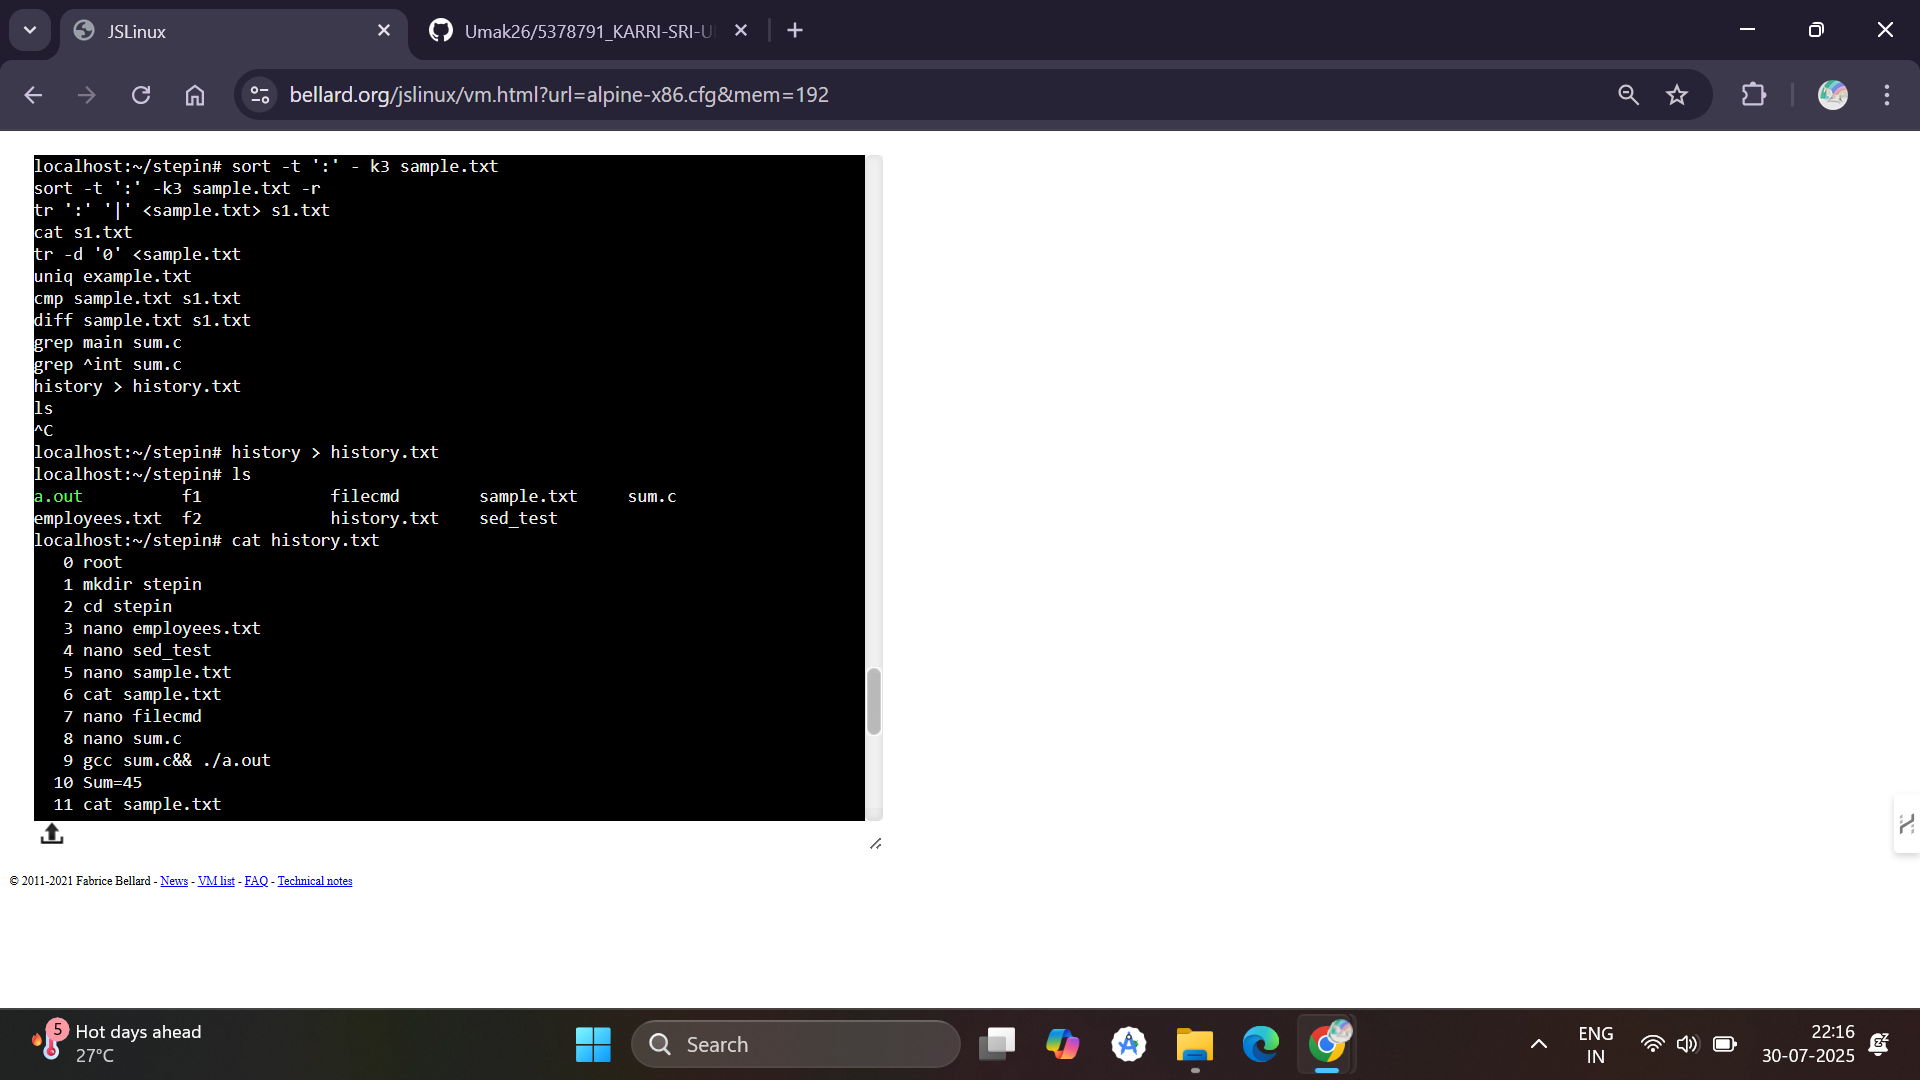 JSLinux
Umak26/5378791_KARRI-SRI-U
bellard.org/jslinux/vm.html?url=alpine-x86.cfg&mem=192
localhost:~/stepin# sort -t ':' - k3 sample.txt
sort -t ':' -k3 sample.txt -r
tr ':' '|' <sample.txt> s1.txt
cat s1.txt
tr -d '0' <sample.txt
uniq example.txt
cmp sample.txt s1.txt
diff sample.txt s1.txt
grep main sum.c
grep ^int sum.c
history > history.txt
ls
^C
localhost:~/stepin# history > history.txt
localhost:~/stepin# ls
a.out f1 filecmd sample.txt sum.c
employees.txt f2 history.txt sed_test
localhost:~/stepin# cat history.txt
0 root
1 mkdir stepin
2 cd stepin
3 nano employees.txt
4 nano sed_test
5 nano sample.txt
6 cat sample.txt
7 nano filecmd
8 nano sum.c
9 gcc sum.c&& ./a.out
10 Sum=45
11 cat sample.txt
© 2011-2021 Fabrice Bellard - News - VM list - FAQ - Technical notes
5
Hot days ahead
27°C
Search
ENG
IN
22:16
30-07-2025